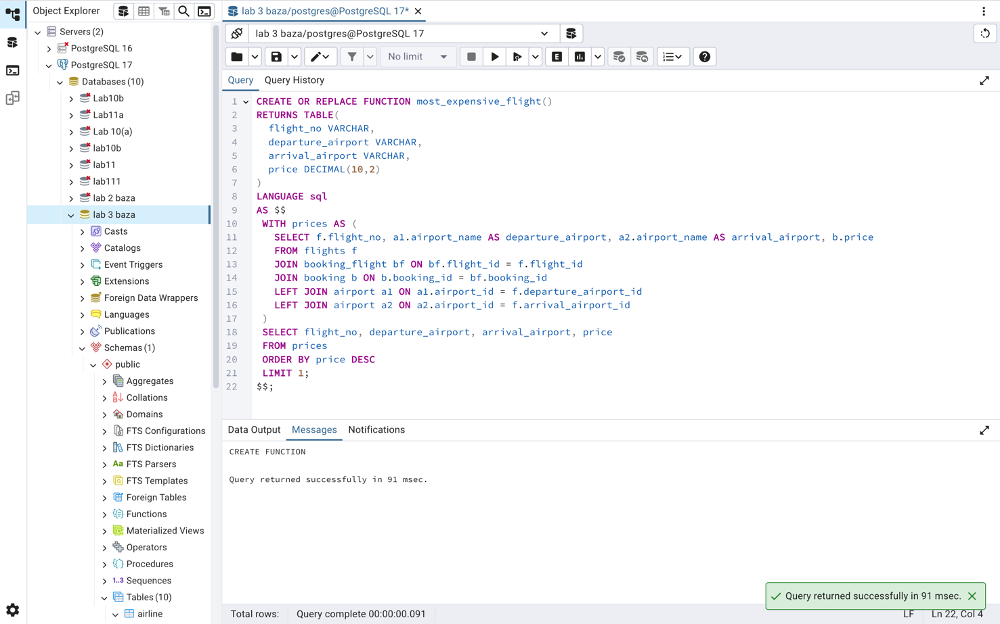 Object Explorer
lab 3 baza/postgres@PostgreSQL 17*
Servers (2)
PostgreSQL 16
PostgreSQL 17
Databases (10)
Lab10b
Lab11a
Lab 10(a)
lab10b
lab11
lab111
lab 2 baza
lab 3 baza
Casts
Catalogs
Event Triggers
Extensions
Foreign Data Wrappers
Languages
Publications
Schemas (1)
public
Aggregates
Collations
Domains
FTS Configurations
FTS Dictionaries
Aa FTS Parsers
FTS Templates
Foreign Tables
Functions
Materialized Views
Operators
Procedures
1..3 Sequences
Tables (10)
airline
lab 3 baza/postgres@PostgreSQL 17
No limit
E
Query Query History
1 CREATE OR REPLACE FUNCTION most_expensive_flight()
2 RETURNS TABLE(
3 flight_no VARCHAR,
4 departure_airport VARCHAR,
5 arrival_airport VARCHAR,
6 price DECIMAL(10,2)
7 )
8 LANGUAGE sql
9 AS $$
10 WITH prices AS (
11 SELECT f.flight_no, a1.airport_name AS departure_airport, a2.airport_name AS arrival_airport, b.price
12 FROM flights f
13 JOIN booking_flight bf ON bf.flight_id = f.flight_id
14 JOIN booking b ON b.booking_id = bf.booking_id
15 LEFT JOIN airport a1 ON a1.airport_id = f.departure_airport_id
16 LEFT JOIN airport a2 ON a2.airport_id = f.arrival_airport_id
17 )
18 SELECT flight_no, departure_airport, arrival_airport, price
19 FROM prices
20 ORDER BY price DESC
21 LIMIT 1;
22 $$;
Data Output Messages Notifications
CREATE FUNCTION
Query returned successfully in 91 msec.
Query returned successfully in 91 msec.
Total rows: Query complete 00:00:00.091 LF Ln 22, Col 4